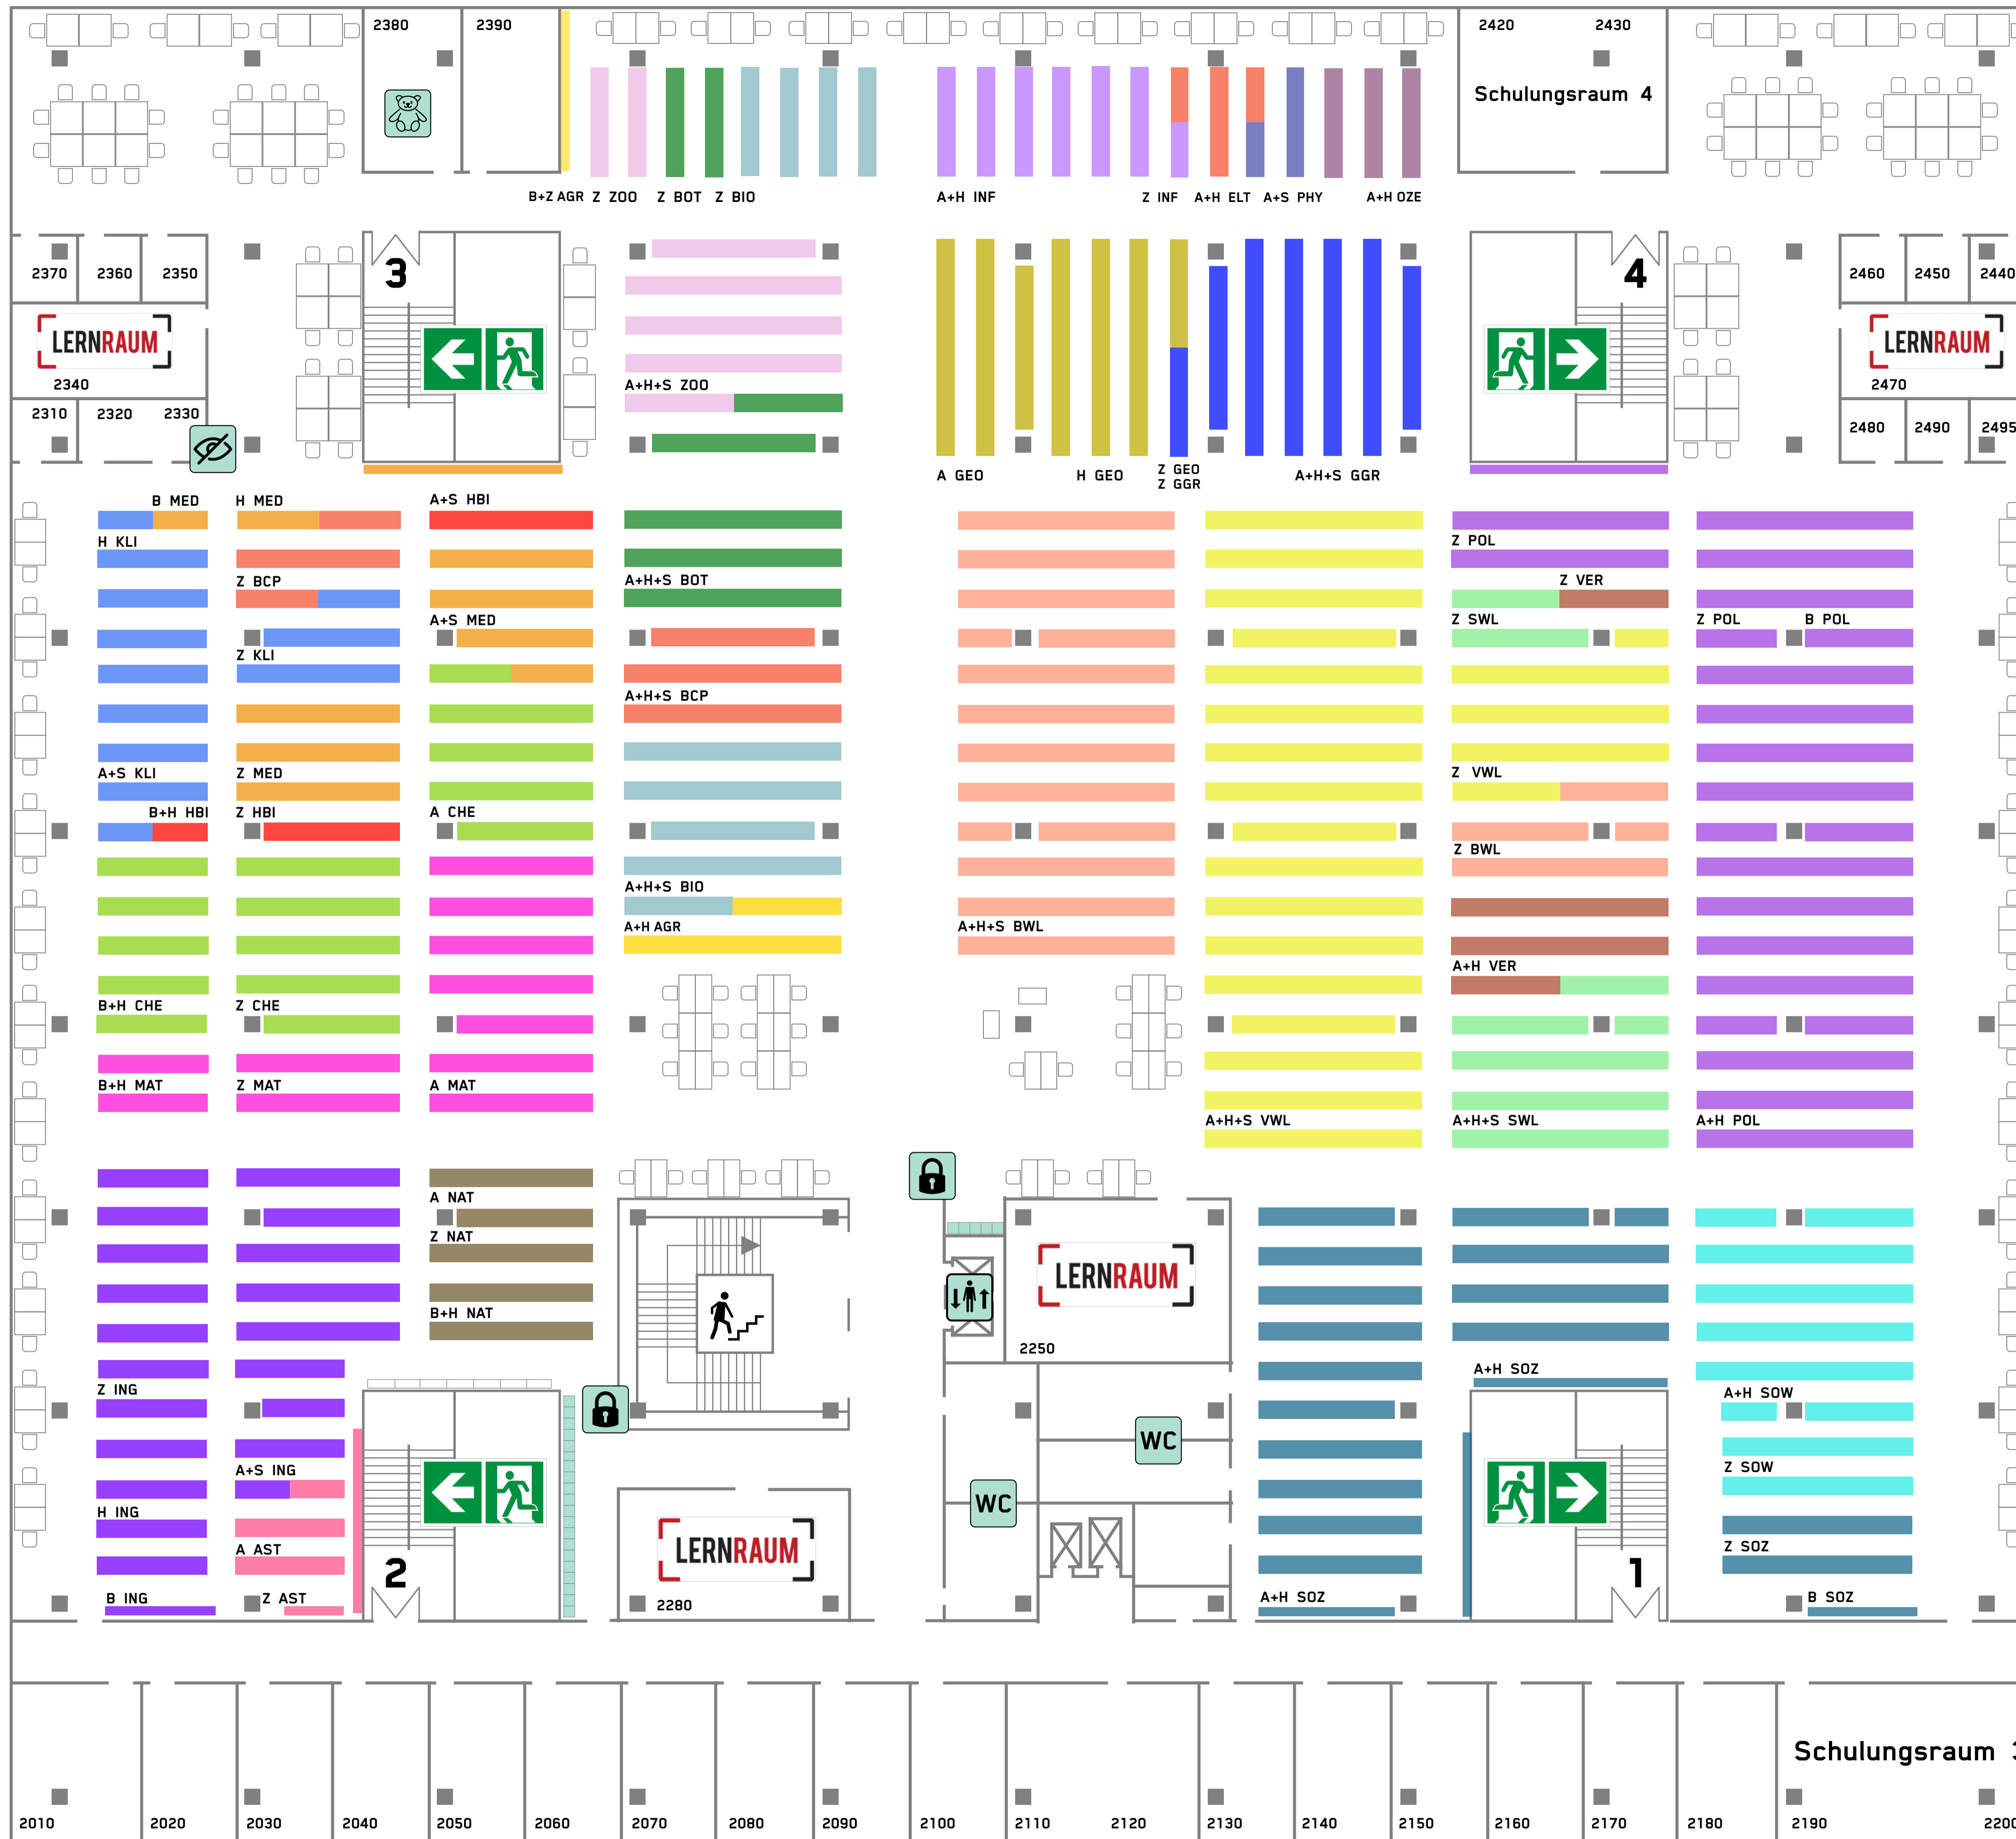 2380 2390 2420 2430
Schulungsraum 4
B+Z AGR Z ZOO Z BOT Z BIO A+H INF Z INF A+H ELT A+S PHY A+H OZE
3 4
2370 2360 2350 2460 2450 2440
LERNRAUM LERNRAUM
2340 A+H+S ZOO 2470
2310 2320 2330 2480 2490 2495
A GEO H GEO Z GEO A+H+S GGR
Z GGR
B MED H MED A+S HBI
H KLI Z POL
Z BCP A+H+S BOT Z VER
A+S MED Z SWL Z POL B POL
Z KLI
A+H+S BCP
A+S KLI Z MED Z VWL
B+H HBI Z HBI A CHE
Z BWL
A+H+S BIO
A+H AGR A+H+S BWL
A+H VER
B+H CHE Z CHE
B+H MAT Z MAT A MAT
A+H+S VWL A+H+S SWL A+H POL
A NAT
Z NAT
LERNRAUM
B+H NAT
2250
A+H SOZ
Z ING A+H SOW
WC
A+S ING Z SOW
WC
H ING
A AST LERNRAUM Z SOZ
2 1
B ING Z AST 2280 A+H SOZ B SOZ
Schulungsraum
2010 2020 2030 2040 2050 2060 2070 2080 2090 2100 2110 2120 2130 2140 2150 2160 2170 2180 2190